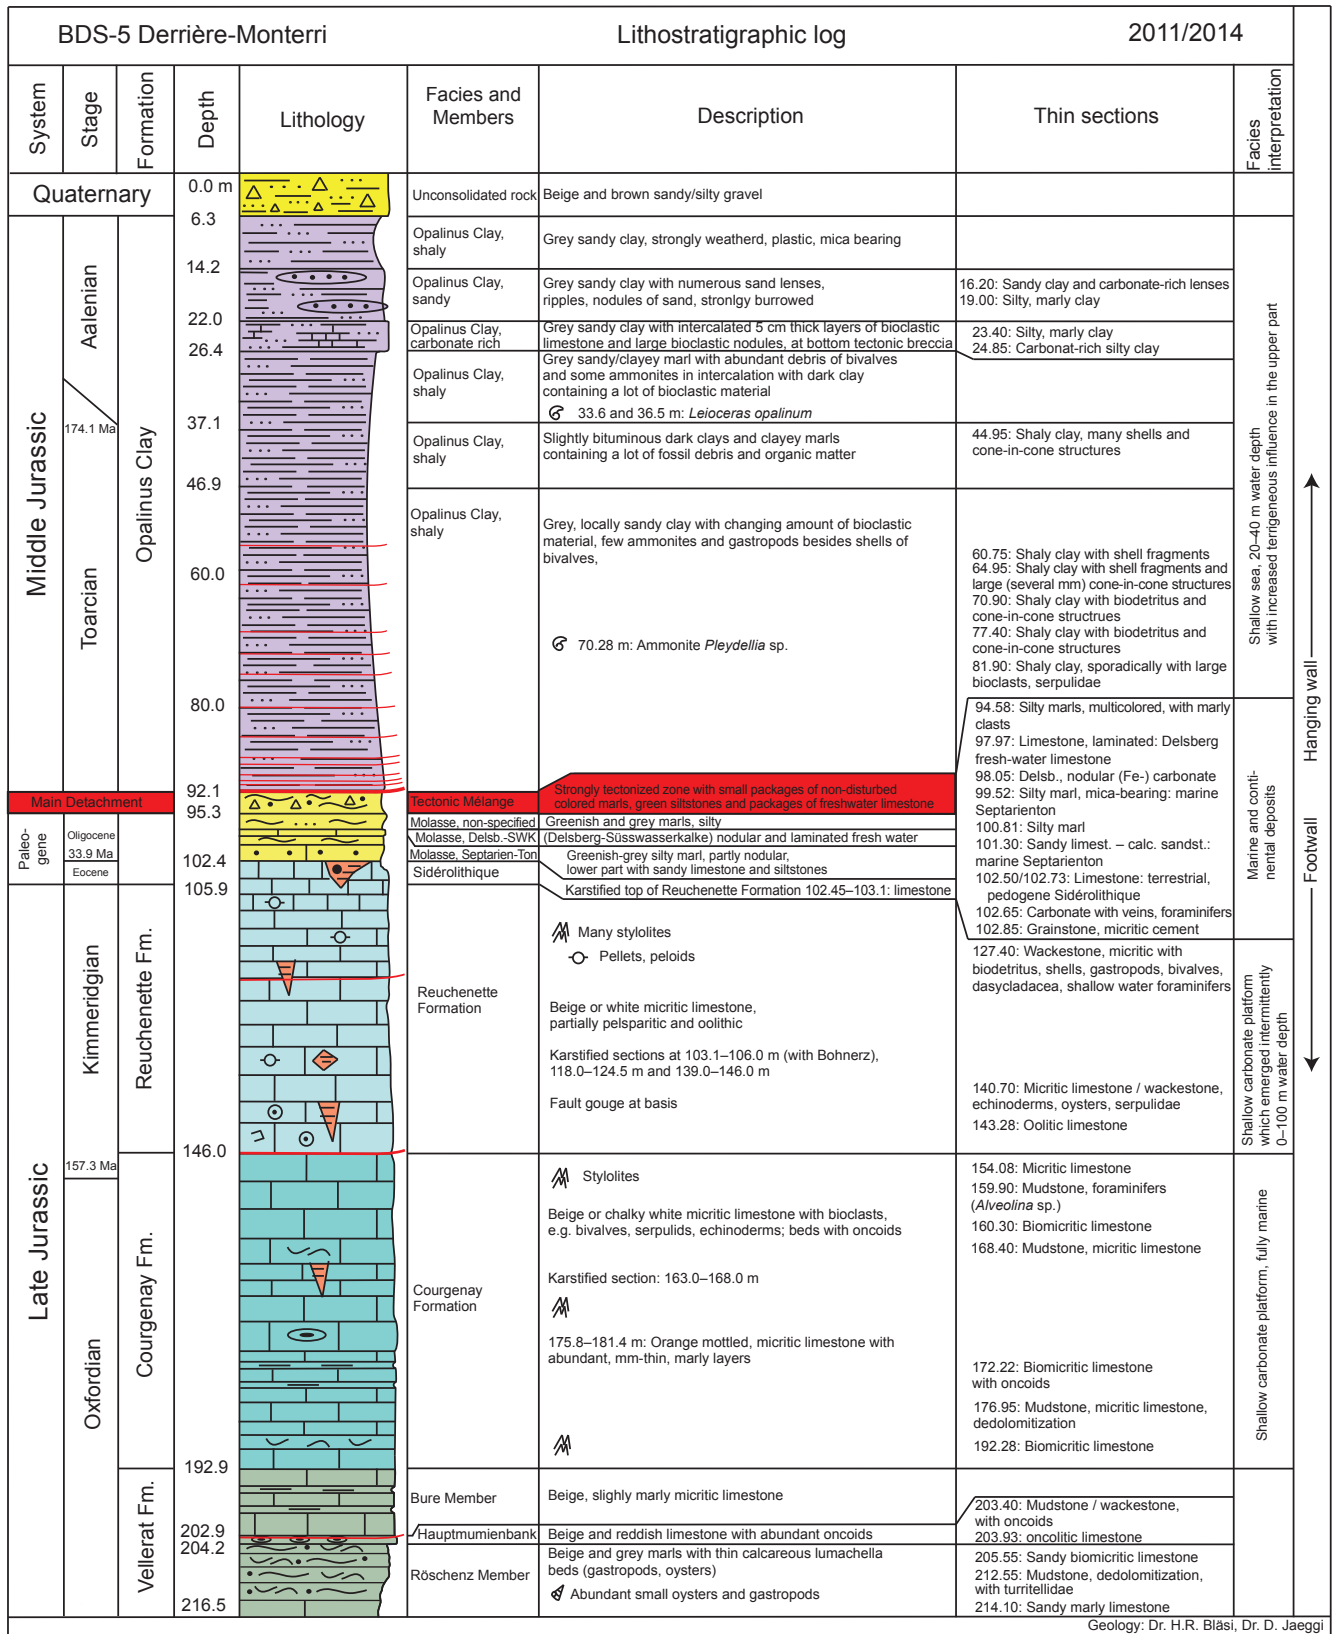 BDS-5 Derrière-Monterri
Lithostratigraphic log
2011/2014
System
Stage
Formation
Depth
Lithology
Facies and
Members
Description
Thin sections
Facies
interpretation
Quaternary
0.0 m
Unconsolidated rock
Beige and brown sandy/silty gravel
6.3
Middle Jurassic
Aalenian
174.1 Ma
Toarcian
Opalinus Clay
Opalinus Clay,
shaly
Grey sandy clay, strongly weatherd, plastic, mica bearing
14.2
Opalinus Clay,
sandy
Grey sandy clay with numerous sand lenses,
ripples, nodules of sand, stronlgy burrowed
16.20: Sandy clay and carbonate-rich lenses
19.00: Silty, marly clay
22.0
Opalinus Clay,
carbonate rich
Grey sandy clay with intercalated 5 cm thick layers of bioclastic
limestone and large bioclastic nodules, at bottom tectonic breccia
23.40: Silty, marly clay
24.85: Carbonat-rich silty clay
26.4
Opalinus Clay,
shaly
Grey sandy/clayey marl with abundant debris of bivalves
and some ammonites in intercalation with dark clay
containing a lot of bioclastic material
33.6 and 36.5 m: Leioceras opalinum
37.1
Opalinus Clay,
shaly
Slightly bituminous dark clays and clayey marls
containing a lot of fossil debris and organic matter
44.95: Shaly clay, many shells and
cone-in-cone structures
46.9
Opalinus Clay,
shaly
Grey, locally sandy clay with changing amount of bioclastic
material, few ammonites and gastropods besides shells of
bivalves,
70.28 m: Ammonite Pleydellia sp.
60.0
80.0
60.75: Shaly clay with shell fragments
64.95: Shaly clay with shell fragments and
large (several mm) cone-in-cone structures
70.90: Shaly clay with biodetritus and
cone-in-cone structrues
77.40: Shaly clay with biodetritus and
cone-in-cone structures
81.90: Shaly clay, sporadically with large
bioclasts, serpulidae
Shallow sea, 20–40 m water depth
with increased terrigeneous influence in the upper part
Hanging wall
Footwall
92.1
Main Detachment
Tectonic Mélange
Strongly tectonized zone with small packages of non-disturbed
colored marls, green siltstones and packages of freshwater limestone
95.3
Paleo-
gene
Oligocene
33.9 Ma
Eocene
Molasse, non-specified
Greenish and grey marls, silty
Molasse, Delsb.-SWK
(Delsberg-Süsswasserkalke) nodular and laminated fresh water
Molasse, Septarien-Ton
Greenish-grey silty marl, partly nodular,
lower part with sandy limestone and siltstones
102.4
Sidérolithique
Karstified top of Reuchenette Formation 102.45–103.1: limestone
105.9
94.58: Silty marls, multicolored, with marly
clasts
97.97: Limestone, laminated: Delsberg
fresh-water limestone
98.05: Delsb., nodular (Fe-) carbonate
99.52: Silty marl, mica-bearing: marine
Septarienton
100.81: Silty marl
101.30: Sandy limest. – calc. sandst.:
marine Septarienton
102.50/102.73: Limestone: terrestrial,
pedogene Sidérolithique
102.65: Carbonate with veins, foraminifers
102.85: Grainstone, micritic cement
Marine and conti-
nental deposits
Late Jurassic
Kimmeridgian
157.3 Ma
Reuchenette Fm.
Reuchenette
Formation
Many stylolites
Pellets, peloids
Beige or white micritic limestone,
partially pelsparitic and oolithic
Karstified sections at 103.1–106.0 m (with Bohnerz),
118.0–124.5 m and 139.0–146.0 m
Fault gouge at basis
127.40: Wackestone, micritic with
biodetritus, shells, gastropods, bivalves,
dasycladacea, shallow water foraminifers
140.70: Micritic limestone / wackestone,
echinoderms, oysters, serpulidae
143.28: Oolitic limestone
Shallow carbonate platform
which emerged intermittently
0–100 m water depth
146.0
Oxfordian
Courgenay Fm.
Courgenay
Formation
Stylolites
Beige or chalky white micritic limestone with bioclasts,
e.g. bivalves, serpulids, echinoderms; beds with oncoids
Karstified section: 163.0–168.0 m
175.8–181.4 m: Orange mottled, micritic limestone with
abundant, mm-thin, marly layers
154.08: Micritic limestone
159.90: Mudstone, foraminifers
(Alveolina sp.)
160.30: Biomicritic limestone
168.40: Mudstone, micritic limestone
172.22: Biomicritic limestone
with oncoids
176.95: Mudstone, micritic limestone,
dedolomitization
192.28: Biomicritic limestone
Shallow carbonate platform, fully marine
192.9
Vellerat Fm.
Bure Member
Beige, slighly marly micritic limestone
202.9
Hauptmumienbank
Beige and reddish limestone with abundant oncoids
203.40: Mudstone / wackestone,
with oncoids
203.93: oncolitic limestone
204.2
Röschenz Member
Beige and grey marls with thin calcareous lumachella
beds (gastropods, oysters)
Abundant small oysters and gastropods
205.55: Sandy biomicritic limestone
212.55: Mudstone, dedolomitization,
with turritellidae
214.10: Sandy marly limestone
216.5
Geology: Dr. H.R. Bläsi, Dr. D. Jaeggi